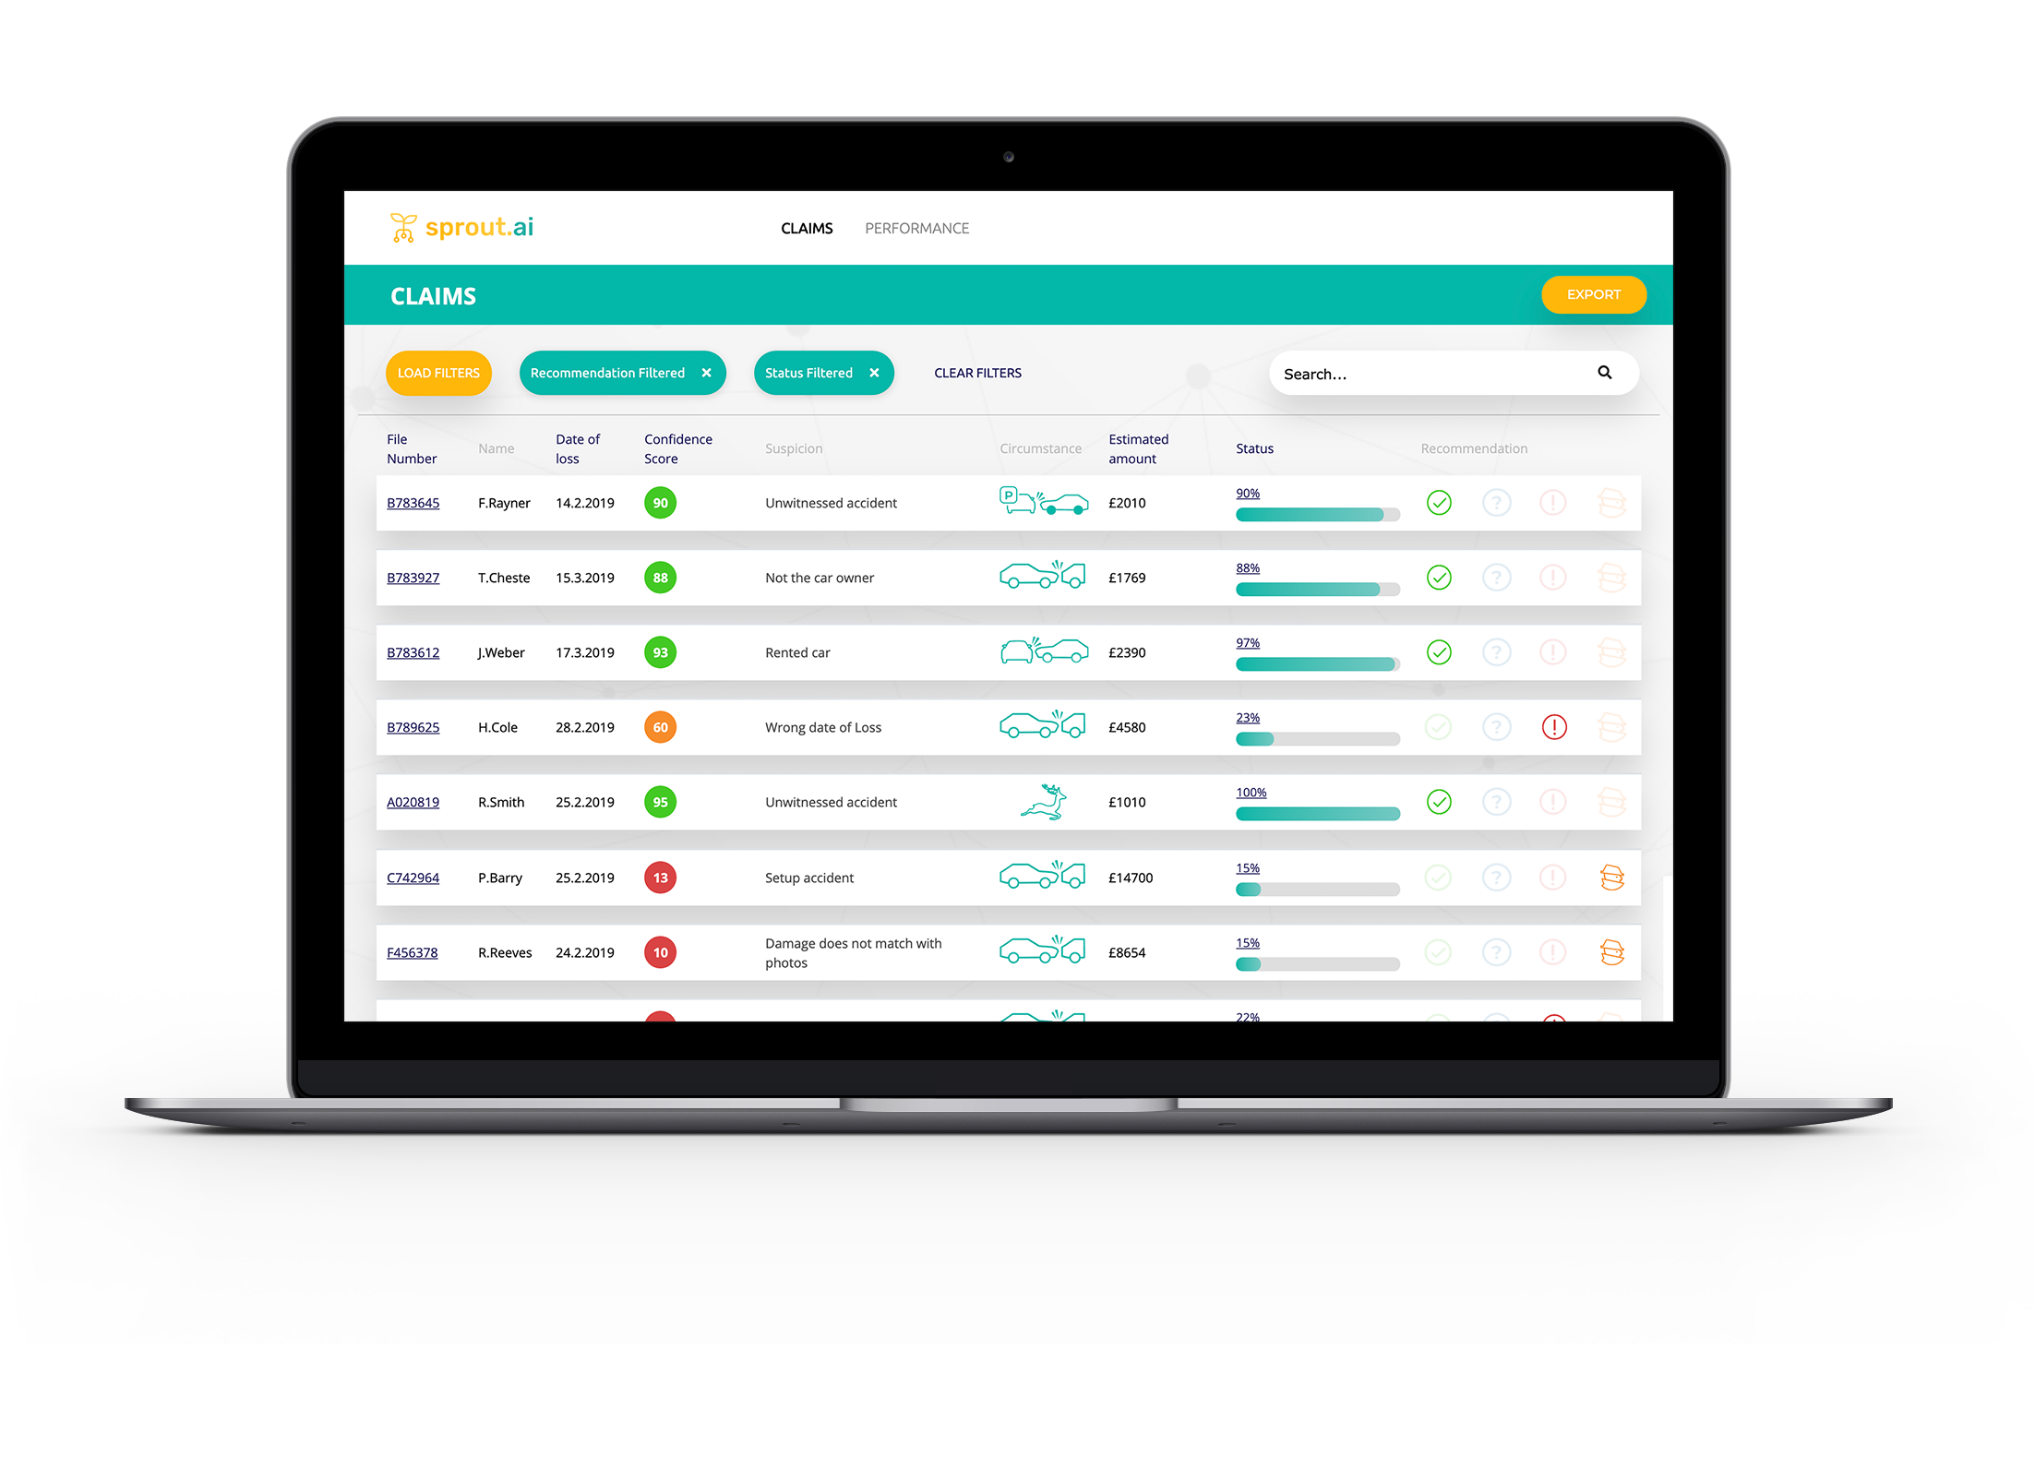 sprout.ai
CLAIMS
PERFORMANCE
CLAIMS
EXPORT
LOAD FILTERS
Recommendation Filtered ×
Status Filtered ×
CLEAR FILTERS
Search...
File
Number
Name
Date of
loss
Confidence
Score
Suspicion
Circumstance
Estimated
amount
Status
Recommendation
B783645 F.Rayner 14.2.2019 90 Unwitnessed accident P £2010 90% ? !
B783927 T.Cheste 15.3.2019 88 Not the car owner £1769 88% ? !
B783612 J.Weber 17.3.2019 93 Rented car £2390 97% ? !
B789625 H.Cole 28.2.2019 60 Wrong date of Loss £4580 23% ? !
A020819 R.Smith 25.2.2019 95 Unwitnessed accident £1010 100% ? !
C742964 P.Barry 25.2.2019 13 Setup accident £14700 15% ? !
F456378 R.Reeves 24.2.2019 10 Damage does not match with
photos £8654 15% ? !
22%